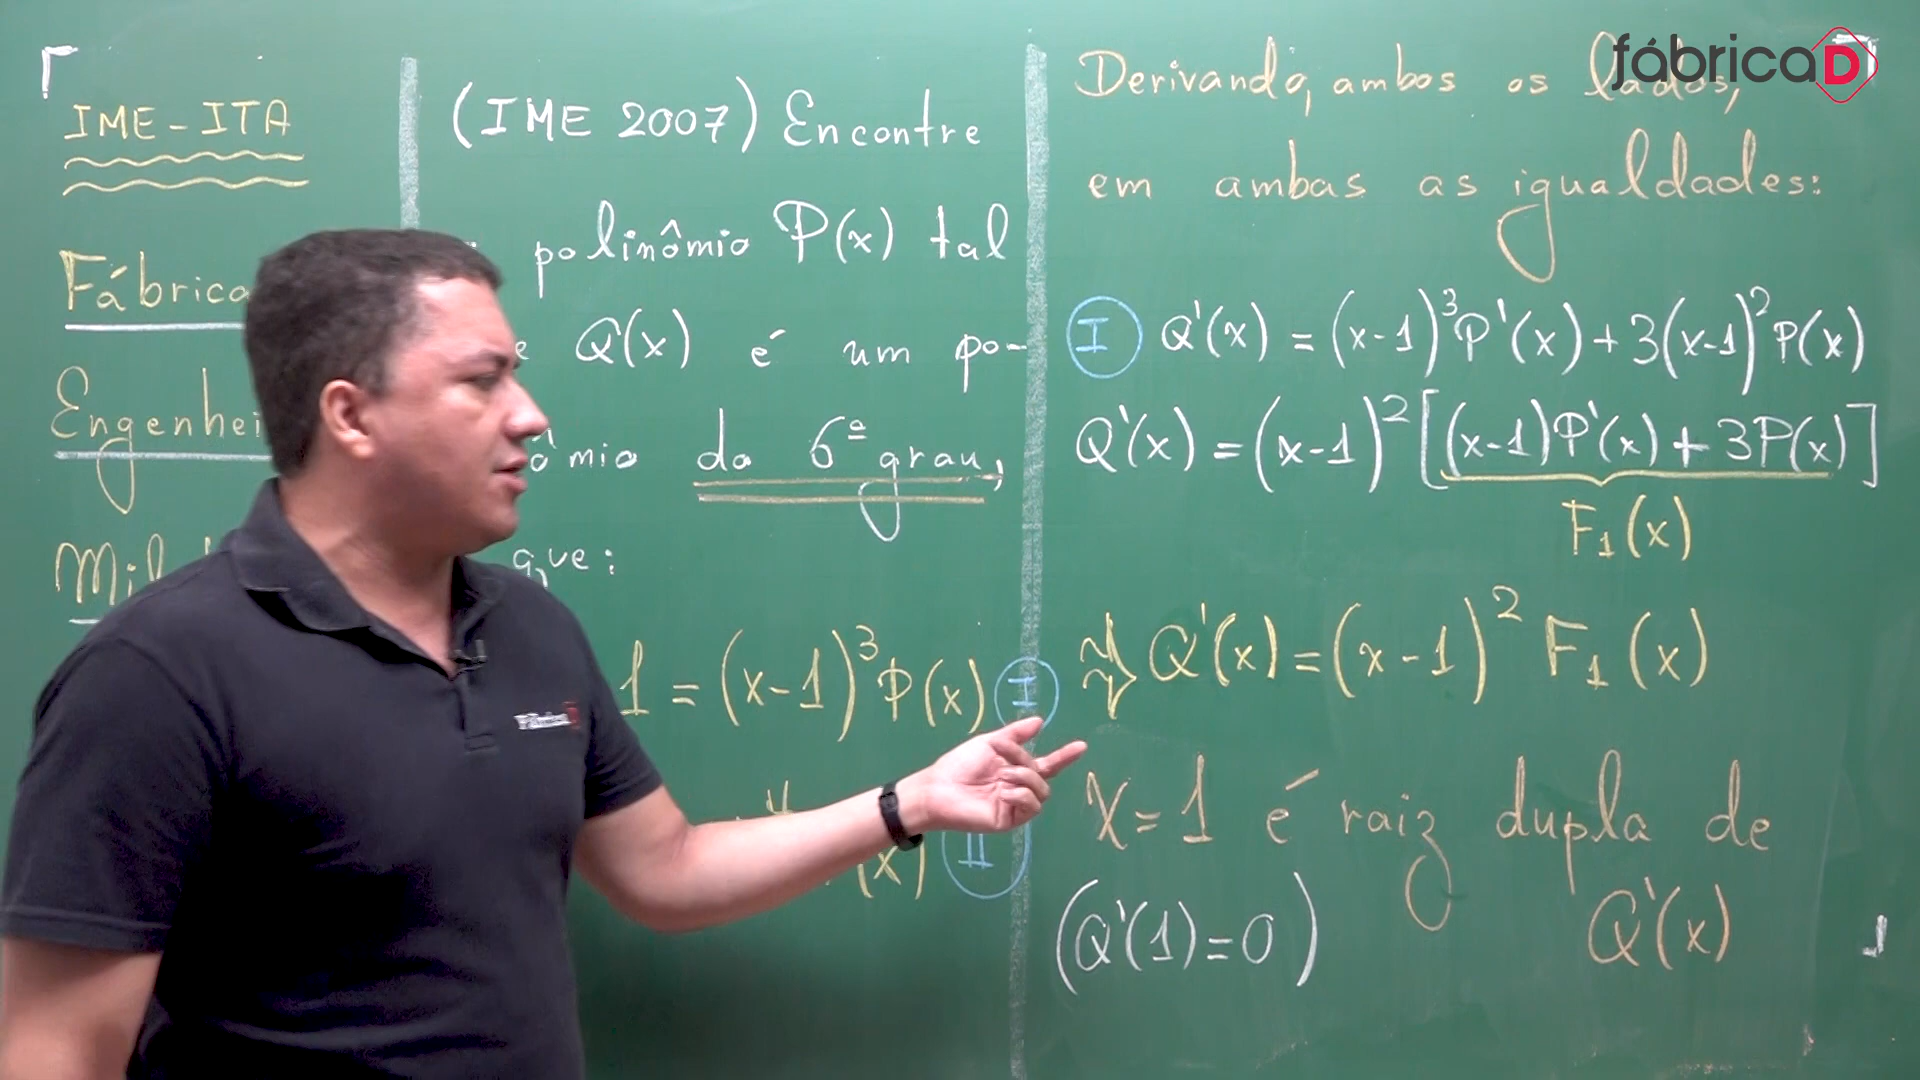 fábricaD
IME-ITA
Fábrica
(IME 2007) Encontre
polinômio P(x) tal
Q(x) é um po-
do 6º grau,
que:
1 = (x-1)³P(x) I
(x) II
Derivando, ambos os lados,
em ambas as igualdades:
I Q'(x) = (x-1)³P'(x)+3(x-1)²P(x)
Q'(x) = (x-1)²[(x-1)P'(x)+3P(x)]
F₁(x)
⇒ Q'(x) = (x-1)² F₁(x)
x=1 é raiz dupla de
(Q'(1)=0) Q'(x)